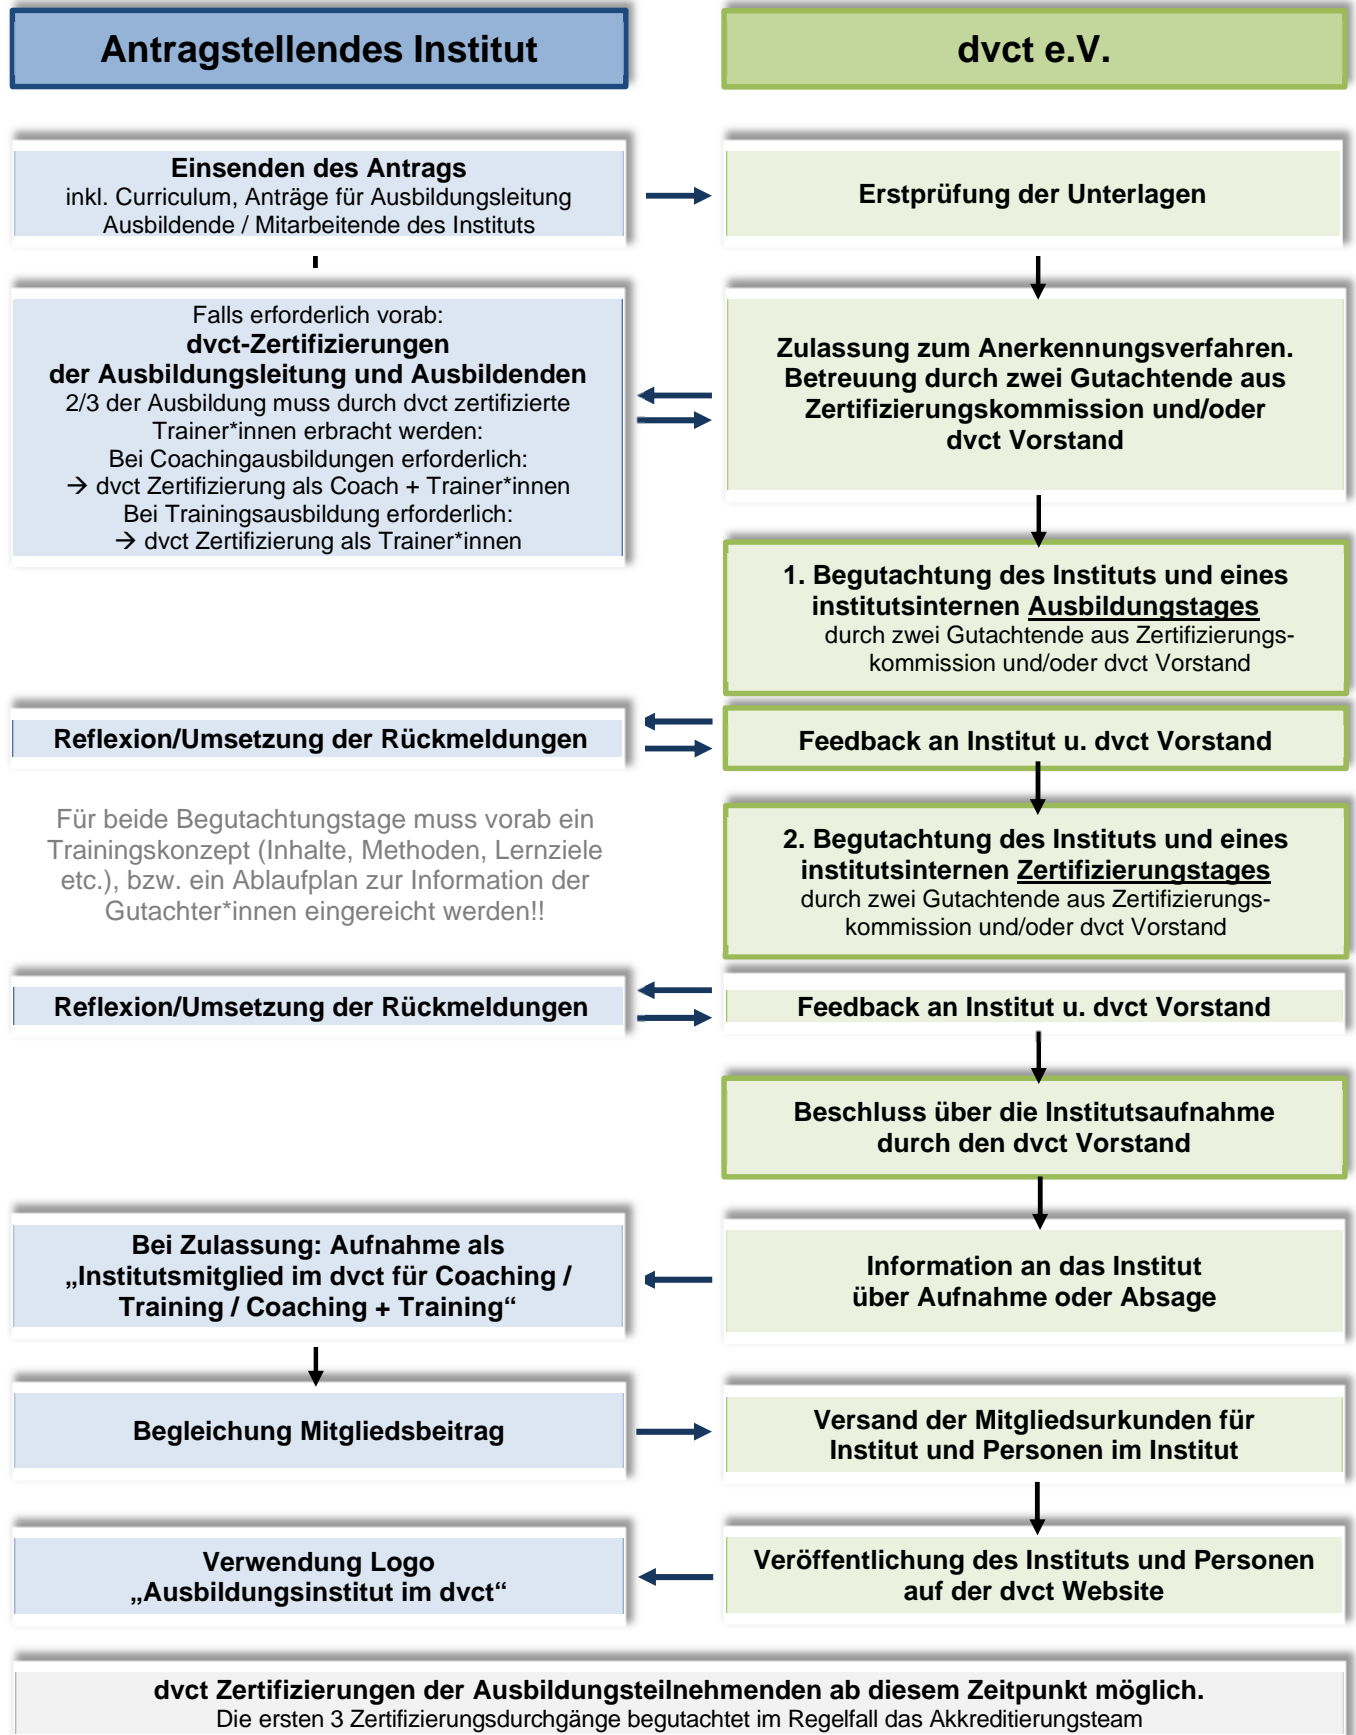 Antragstellendes Institut
dvct e.V.
Einsenden des Antrags
inkl. Curriculum, Anträge für Ausbildungsleitung
Ausbildende / Mitarbeitende des Instituts
Erstprüfung der Unterlagen
Falls erforderlich vorab:
dvct-Zertifizierungen
der Ausbildungsleitung und Ausbildenden
2/3 der Ausbildung muss durch dvct zertifizierte
Trainer*innen erbracht werden:
Bei Coachingausbildungen erforderlich:
→ dvct Zertifizierung als Coach + Trainer*innen
Bei Trainingsausbildung erforderlich:
→ dvct Zertifizierung als Trainer*innen
Zulassung zum Anerkennungsverfahren.
Betreuung durch zwei Gutachtende aus
Zertifizierungskommission und/oder
dvct Vorstand
1. Begutachtung des Instituts und eines
institutsinternen Ausbildungstages
durch zwei Gutachtende aus Zertifizierungs-
kommission und/oder dvct Vorstand
Reflexion/Umsetzung der Rückmeldungen
Feedback an Institut u. dvct Vorstand
Für beide Begutachtungstage muss vorab ein
Trainingskonzept (Inhalte, Methoden, Lernziele
etc.), bzw. ein Ablaufplan zur Information der
Gutachter*innen eingereicht werden!!
2. Begutachtung des Instituts und eines
institutsinternen Zertifizierungstages
durch zwei Gutachtende aus Zertifizierungs-
kommission und/oder dvct Vorstand
Reflexion/Umsetzung der Rückmeldungen
Feedback an Institut u. dvct Vorstand
Beschluss über die Institutsaufnahme
durch den dvct Vorstand
Bei Zulassung: Aufnahme als
„Institutsmitglied im dvct für Coaching /
Training / Coaching + Training“
Information an das Institut
über Aufnahme oder Absage
Begleichung Mitgliedsbeitrag
Versand der Mitgliedsurkunden für
Institut und Personen im Institut
Verwendung Logo
„Ausbildungsinstitut im dvct“
Veröffentlichung des Instituts und Personen
auf der dvct Website
dvct Zertifizierungen der Ausbildungsteilnehmenden ab diesem Zeitpunkt möglich.
Die ersten 3 Zertifizierungsdurchgänge begutachtet im Regelfall das Akkreditierungsteam